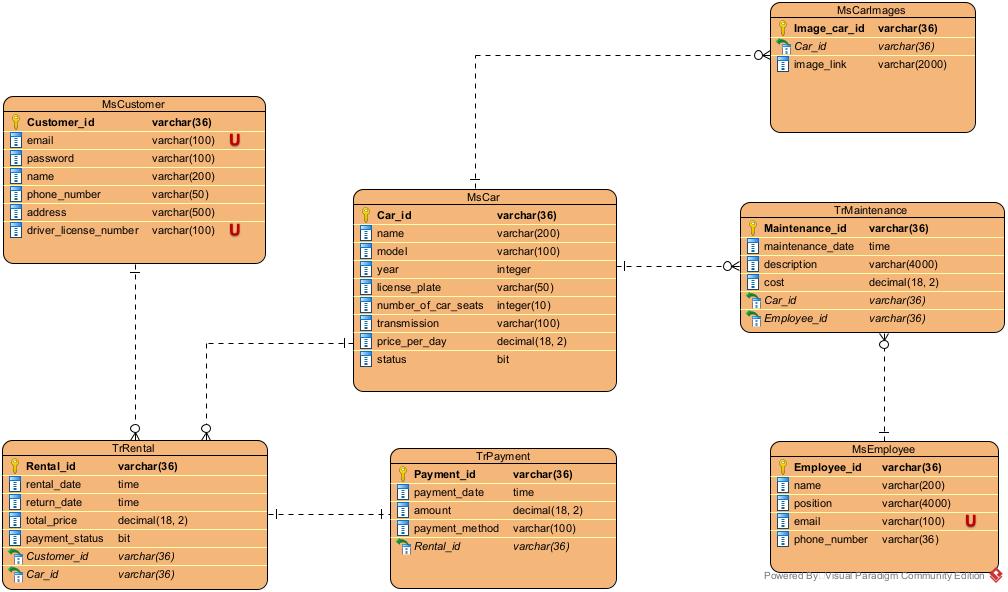 MsCarImages
Image_car_id varchar(36)
Car_id varchar(36)
image_link varchar(2000)
MsCustomer
Customer_id varchar(36)
email varchar(100) U
password varchar(100)
name varchar(200)
phone_number varchar(50)
address varchar(500)
driver_license_number varchar(100) U
MsCar
Car_id varchar(36)
name varchar(200)
model varchar(100)
year integer
license_plate varchar(50)
number_of_car_seats integer(10)
transmission varchar(100)
price_per_day decimal(18, 2)
status bit
TrMaintenance
Maintenance_id varchar(36)
maintenance_date time
description varchar(4000)
cost decimal(18, 2)
Car_id varchar(36)
Employee_id varchar(36)
TrRental
Rental_id varchar(36)
rental_date time
return_date time
total_price decimal(18, 2)
payment_status bit
Customer_id varchar(36)
Car_id varchar(36)
TrPayment
Payment_id varchar(36)
payment_date time
amount decimal(18, 2)
payment_method varchar(100)
Rental_id varchar(36)
MsEmployee
Employee_id varchar(36)
name varchar(200)
position varchar(4000)
email varchar(100) U
phone_number varchar(36)
Powered By Visual Paradigm Community Edition